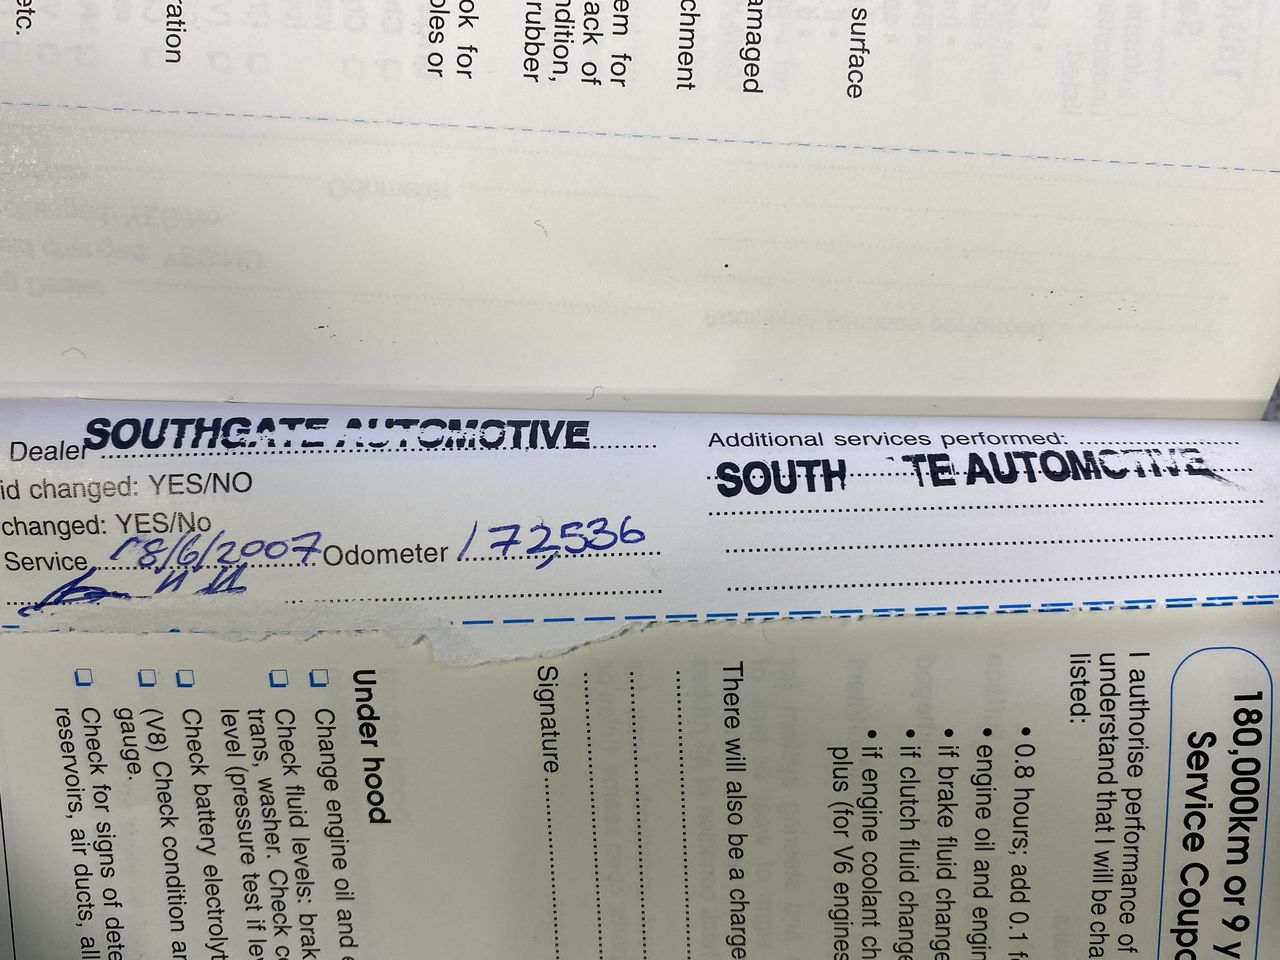 etc.
ration
ok for
oles or
em for
ack of
ndition,
rubber
chment
amaged
surface
Dealer SOUTHGATE AUTOMOTIVE
id changed: YES/NO
changed: YES/No
Service 18/6/2007 Odometer 172,536
Additional services performed:
SOUTH TE AUTOMOTIVE
180,000km or 9 y
Service Coupo
I authorise performance of
understand that I will be cha
listed:
• 0.8 hours; add 0.1 f
• engine oil and engin
• if brake fluid change
• if clutch fluid change
• if engine coolant ch
plus (for V6 engines
There will also be a charge
Signature
Under hood
Change engine oil and e
Check fluid levels: brak
trans, washer. Check c
level (pressure test if le
Check battery electrolyt
(V8) Check condition ar
gauge.
Check for signs of dete
reservoirs, air ducts, all